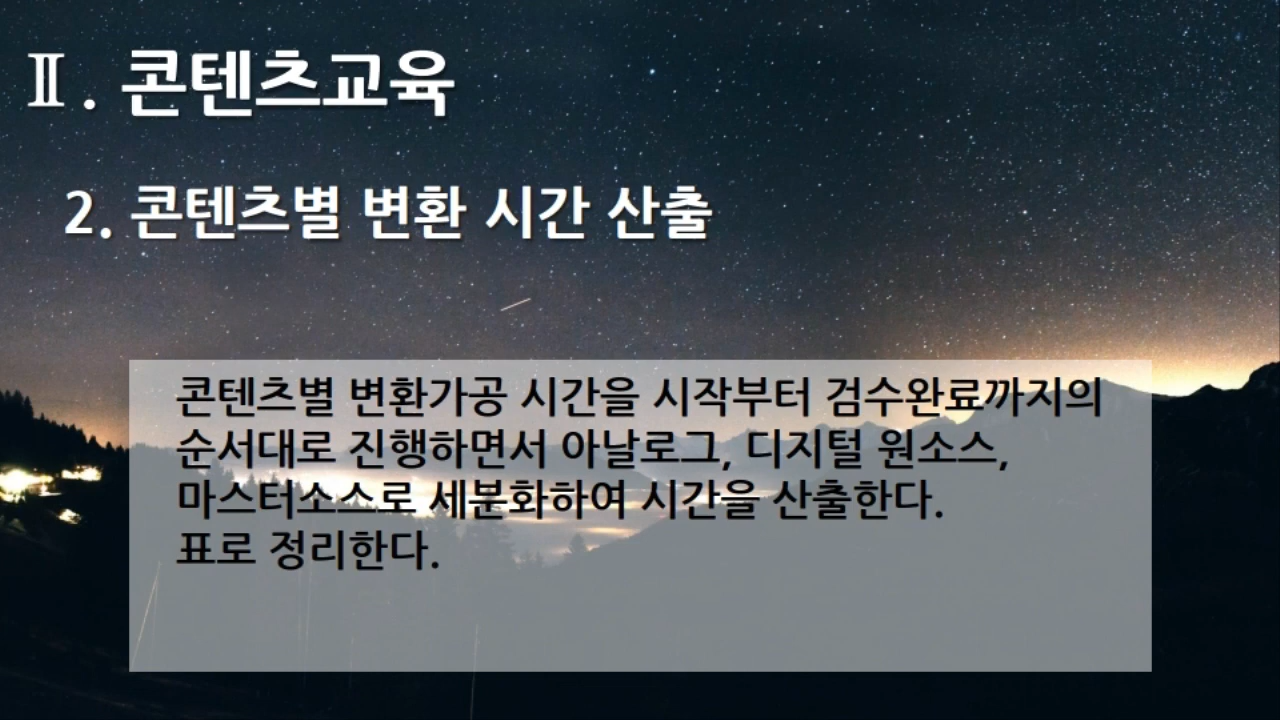 Ⅱ. 콘텐츠교육
2. 콘텐츠별 변환 시간 산출
콘텐츠별 변환가공 시간을 시작부터 검수완료까지의
순서대로 진행하면서 아날로그, 디지털 원소스,
마스터소스로 세분화하여 시간을 산출한다.
표로 정리한다.